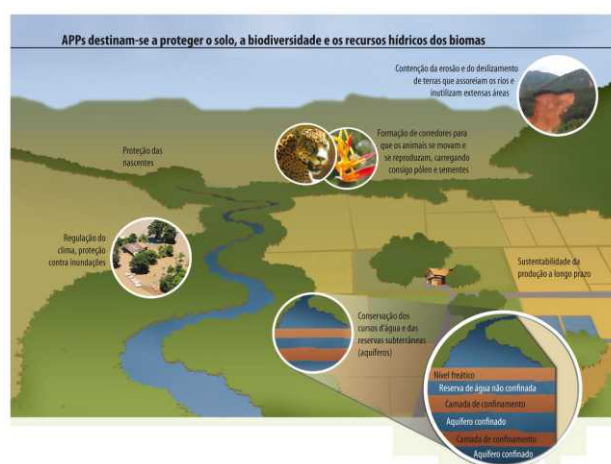 APPs destinam-se a proteger o solo, a biodiversidade e os recursos hídricos dos biomas
Contenção da erosão e do deslizamento
de terras que assoreiam os rios e
inutilizam extensas áreas
Formação de corredores para
que os animais se movam e
se reproduzam, carregando
consigo pólen e sementes
Proteção das
nascentes
Regulação do
clima, proteção
contra inundações
Sustentabilidade da
produção a longo prazo
Conservação dos
cursos d'água e das
reservas subterrâneas
(aquíferos)
Nível freático
Reserva de água não confinada
Camada de confinamento
Aquífero confinado
Camada de confinamento
Aquífero confinado